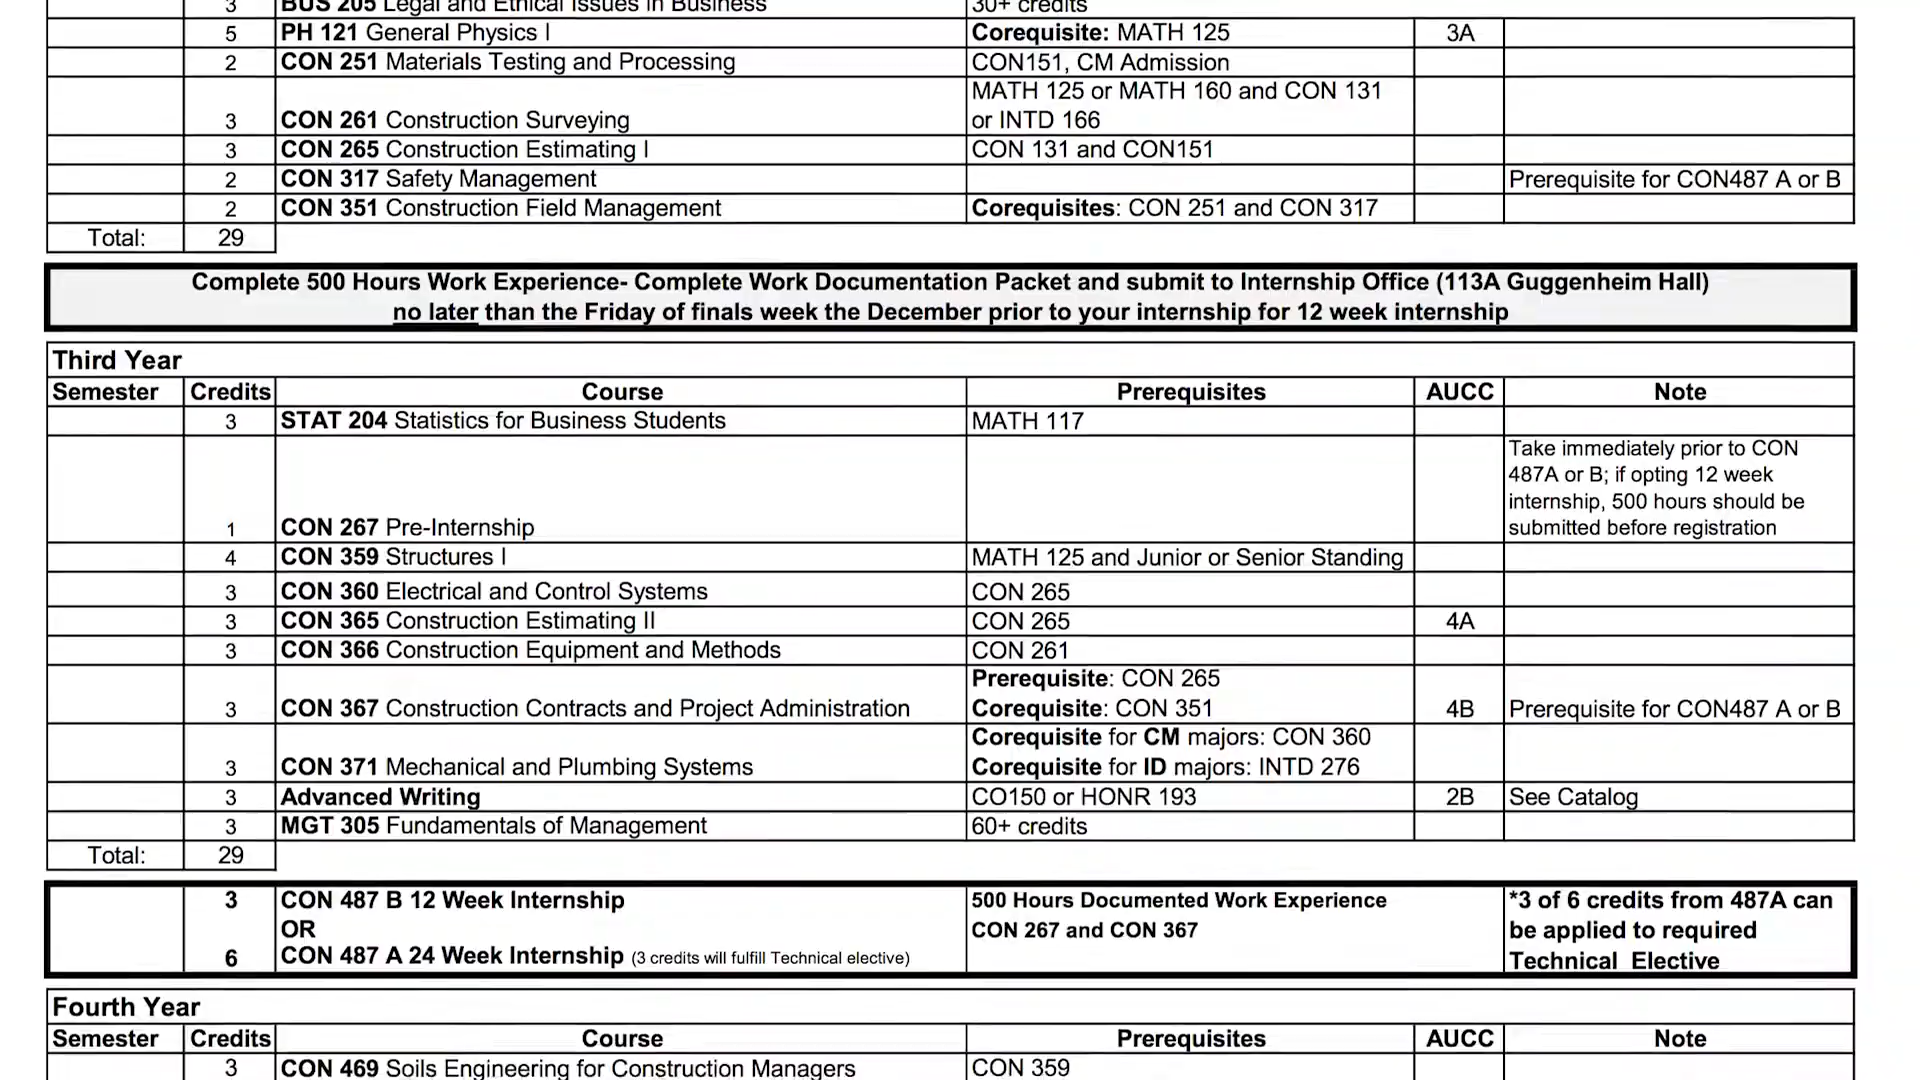 3 BUS 205 Legal and Ethical Issues in Business 30+ credits
5 PH 121 General Physics I Corequisite: MATH 125 3A
2 CON 251 Materials Testing and Processing CON151, CM Admission
MATH 125 or MATH 160 and CON 131
3 CON 261 Construction Surveying or INTD 166
3 CON 265 Construction Estimating I CON 131 and CON151
2 CON 317 Safety Management Prerequisite for CON487 A or B
2 CON 351 Construction Field Management Corequisites: CON 251 and CON 317
Total: 29
Complete 500 Hours Work Experience- Complete Work Documentation Packet and submit to Internship Office (113A Guggenheim Hall)
no later than the Friday of finals week the December prior to your internship for 12 week internship
Third Year
Semester Credits Course Prerequisites AUCC Note
3 STAT 204 Statistics for Business Students MATH 117
Take immediately prior to CON
487A or B; if opting 12 week
internship, 500 hours should be
1 CON 267 Pre-Internship submitted before registration
4 CON 359 Structures I MATH 125 and Junior or Senior Standing
3 CON 360 Electrical and Control Systems CON 265
3 CON 365 Construction Estimating II CON 265 4A
3 CON 366 Construction Equipment and Methods CON 261
Prerequisite: CON 265
3 CON 367 Construction Contracts and Project Administration Corequisite: CON 351 4B Prerequisite for CON487 A or B
Corequisite for CM majors: CON 360
3 CON 371 Mechanical and Plumbing Systems Corequisite for ID majors: INTD 276
3 Advanced Writing CO150 or HONR 193 2B See Catalog
3 MGT 305 Fundamentals of Management 60+ credits
Total: 29
3 CON 487 B 12 Week Internship 500 Hours Documented Work Experience *3 of 6 credits from 487A can
OR CON 267 and CON 367 be applied to required
6 CON 487 A 24 Week Internship (3 credits will fulfill Technical elective) Technical Elective
Fourth Year
Semester Credits Course Prerequisites AUCC Note
3 CON 469 Soils Engineering for Construction Managers CON 359